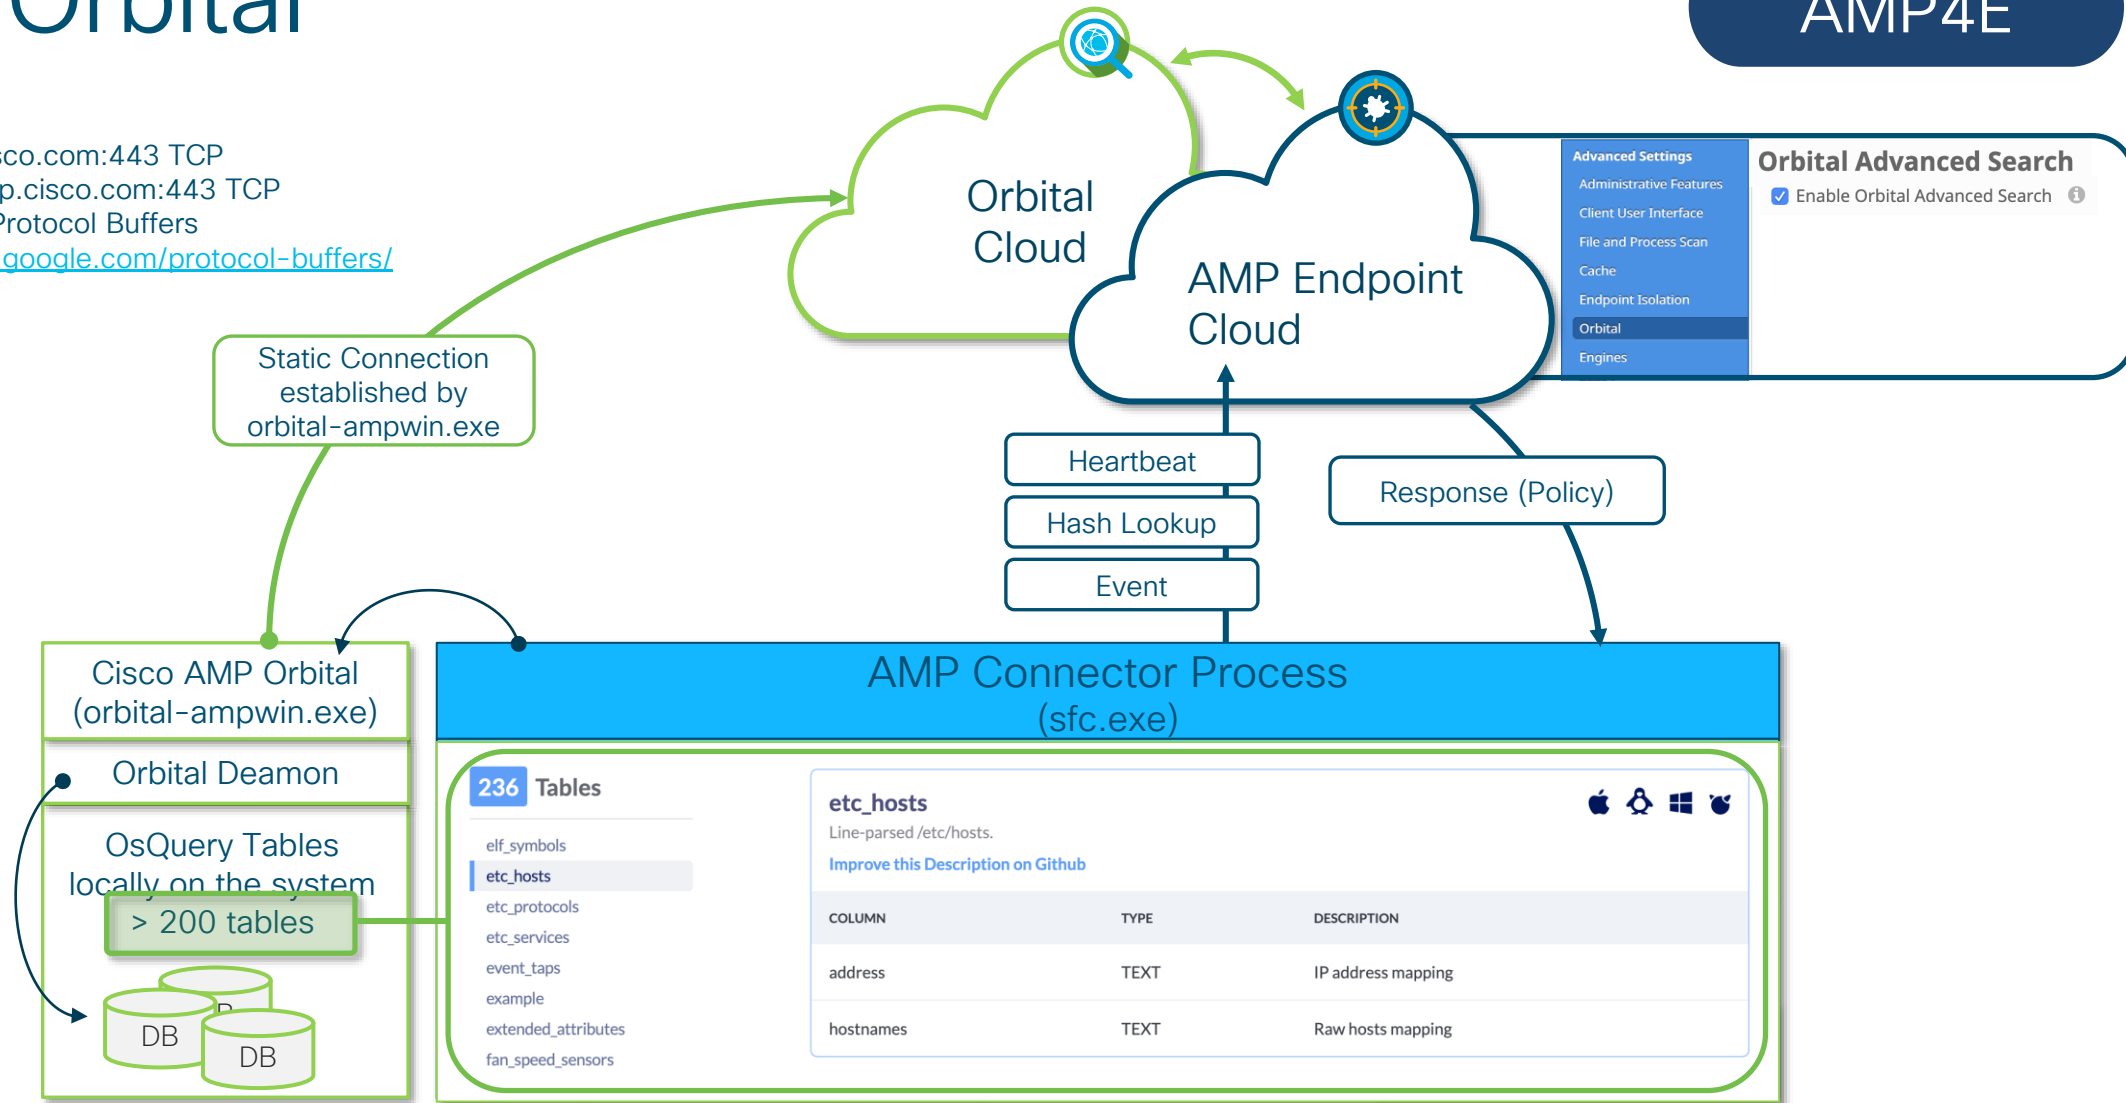 Orbital
AMP4E
sco.com:443 TCP
p.cisco.com:443 TCP
Protocol Buffers
.google.com/protocol-buffers/
Orbital
Cloud
AMP Endpoint
Cloud
Advanced Settings
Administrative Features
Client User Interface
File and Process Scan
Cache
Endpoint Isolation
Orbital
Engines
Orbital Advanced Search
Enable Orbital Advanced Search
Static Connection
established by
orbital-ampwin.exe
Heartbeat
Hash Lookup
Event
Response (Policy)
Cisco AMP Orbital
(orbital-ampwin.exe)
Orbital Deamon
OsQuery Tables
locally on the system
> 200 tables
DB
DB
AMP Connector Process
(sfc.exe)
236 Tables
elf_symbols
etc_hosts
etc_protocols
etc_services
event_taps
example
extended_attributes
fan_speed_sensors
etc_hosts
Line-parsed /etc/hosts.
Improve this Description on Github
COLUMN TYPE DESCRIPTION
address TEXT IP address mapping
hostnames TEXT Raw hosts mapping